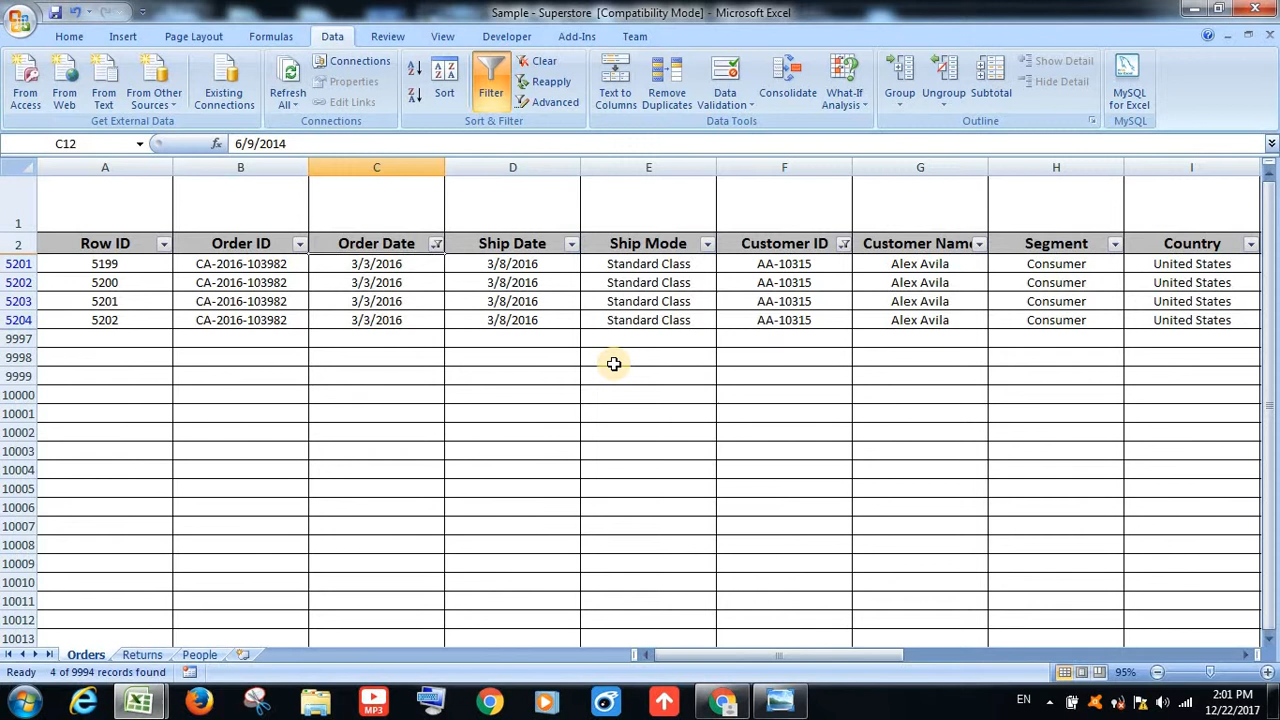 Sample - Superstore [Compatibility Mode] - Microsoft Excel
Home Insert Page Layout Formulas Data Review View Developer Add-Ins Team
From Access
From Web
From Text
From Other Sources
Existing Connections
Get External Data
Refresh All
Connections
Properties
Edit Links
Connections
Sort
Filter
Clear
Reapply
Advanced
Sort & Filter
Text to Columns
Remove Duplicates
Data Validation
Consolidate
What-If Analysis
Data Tools
Group
Ungroup
Subtotal
Show Detail
Hide Detail
Outline
MySQL for Excel
MySQL
C12 fx 6/9/2014
A B C D E F G H I
1
2 Row ID Order ID Order Date Ship Date Ship Mode Customer ID Customer Name Segment Country
5201 5199 CA-2016-103982 3/3/2016 3/8/2016 Standard Class AA-10315 Alex Avila Consumer United States
5202 5200 CA-2016-103982 3/3/2016 3/8/2016 Standard Class AA-10315 Alex Avila Consumer United States
5203 5201 CA-2016-103982 3/3/2016 3/8/2016 Standard Class AA-10315 Alex Avila Consumer United States
5204 5202 CA-2016-103982 3/3/2016 3/8/2016 Standard Class AA-10315 Alex Avila Consumer United States
9997
9998
9999
10000
10001
10002
10003
10004
10005
10006
10007
10008
10009
10010
10011
10012
10013
Orders Returns People
Ready 4 of 9994 records found 95%
MP3
EN
2:01 PM
12/22/2017